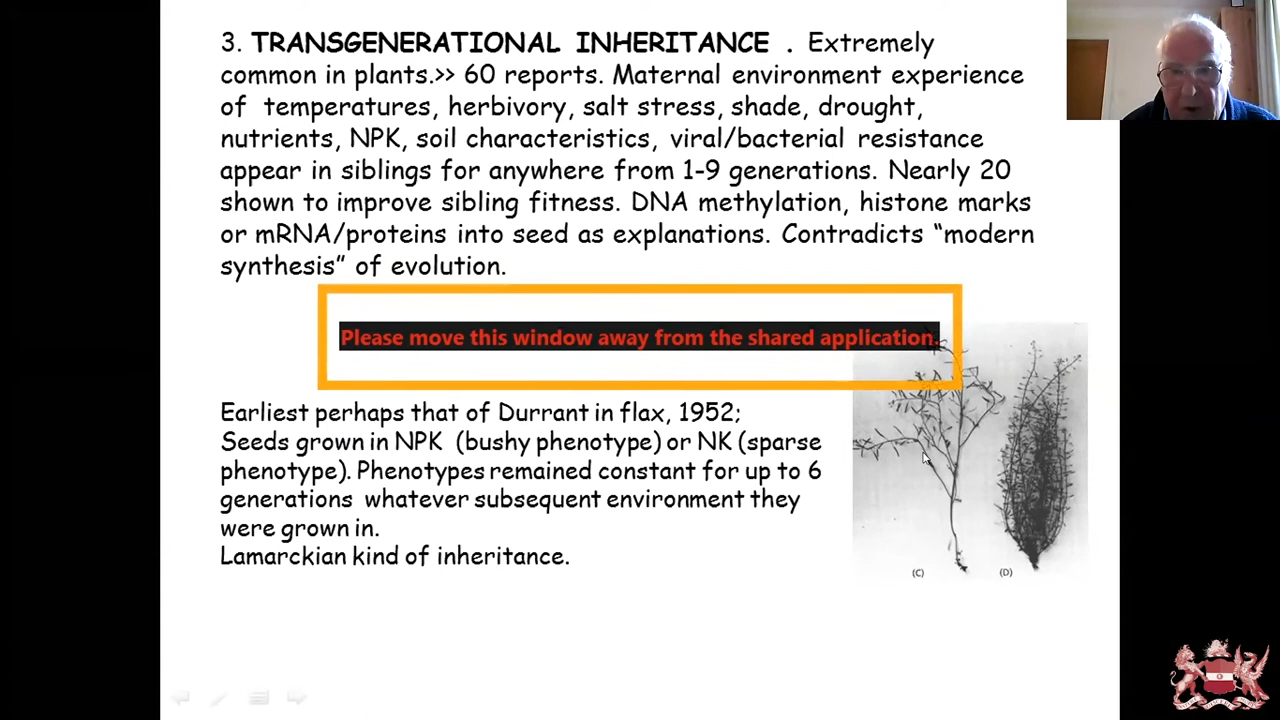 3. TRANSGENERATIONAL INHERITANCE . Extremely
common in plants.>> 60 reports. Maternal environment experience
of temperatures, herbivory, salt stress, shade, drought,
nutrients, NPK, soil characteristics, viral/bacterial resistance
appear in siblings for anywhere from 1-9 generations. Nearly 20
shown to improve sibling fitness. DNA methylation, histone marks
or mRNA/proteins into seed as explanations. Contradicts “modern
synthesis” of evolution.
Please move this window away from the shared application.
Earliest perhaps that of Durrant in flax, 1952;
Seeds grown in NPK (bushy phenotype) or NK (sparse
phenotype). Phenotypes remained constant for up to 6
generations whatever subsequent environment they
were grown in.
Lamarckian kind of inheritance.
(C) (D)